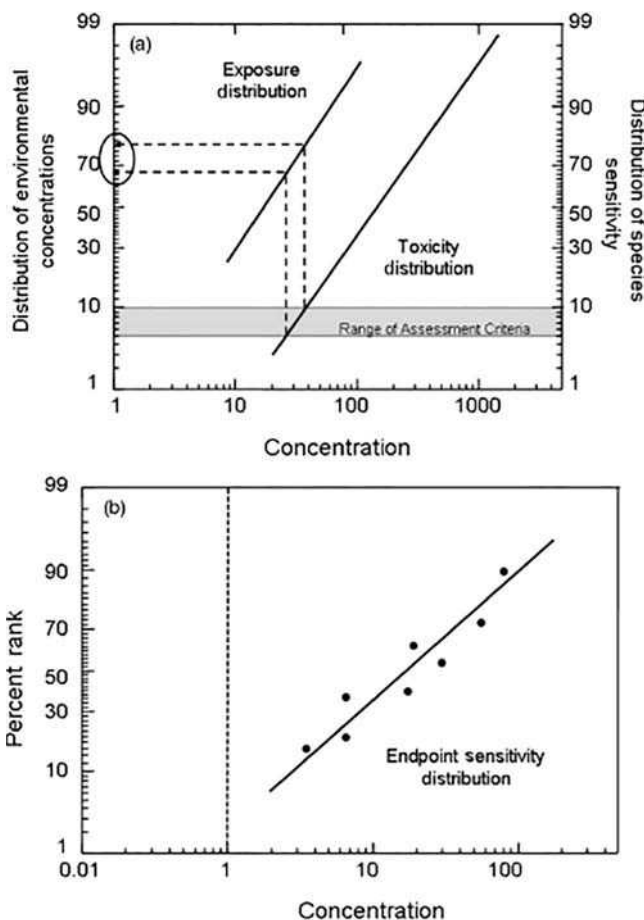 (a)
Exposure
distribution
Toxicity
distribution
Range of Assessment Criteria
Distribution of environmental
concentrations
99
90
70
50
30
10
1
Distribution of species
sensitivity
99
90
70
50
30
10
1
1
10
100
1000
Concentration
(b)
Endpoint sensitivity
distribution
Percent rank
99
90
70
50
30
10
1
0.01
1
10
100
Concentration